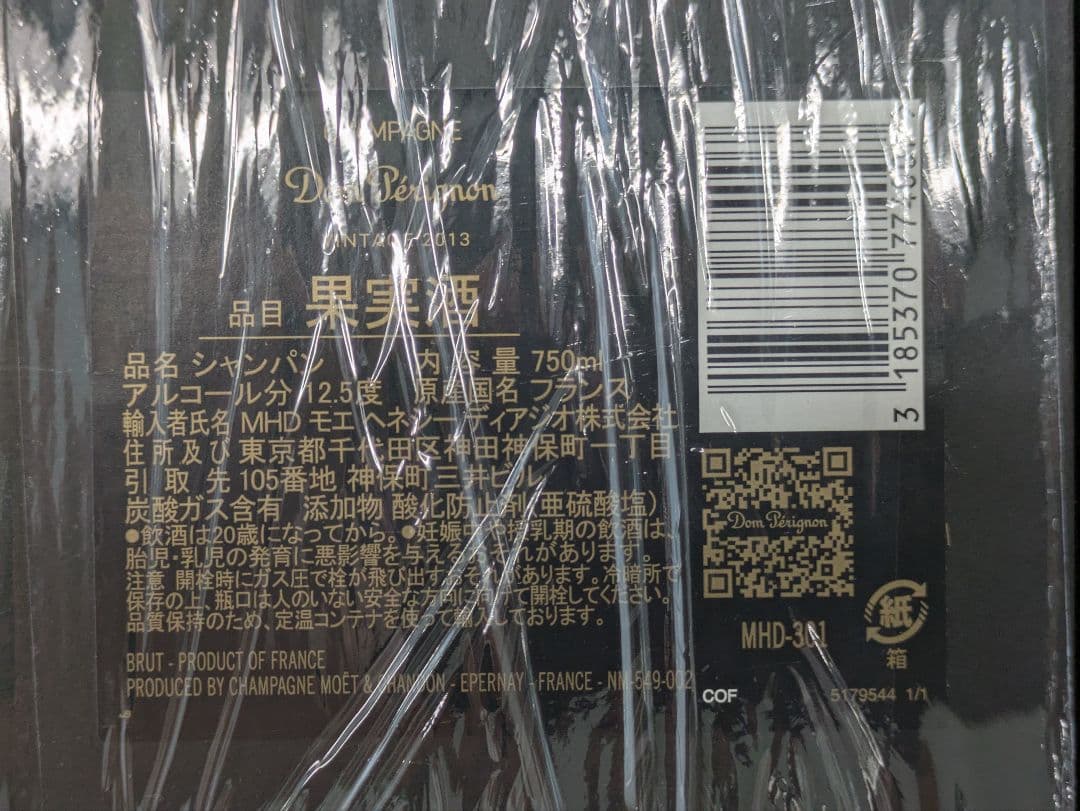 CHAMPAGNE
Dom Pérignon
VINTAGE 2013
品目 果実酒
品名 シャンパン 内容量 750ml
アルコール分 12.5度 原産国名 フランス
輸入者氏名 MHD モエ ヘネシー ディアジオ株式会社
住所及び 東京都千代田区神田神保町一丁目
引取先 105番地 神保町三井ビル
炭酸ガス含有 添加物 酸化防止剤(亜硫酸塩)
●飲酒は20歳になってから。●妊娠中や授乳期の飲酒は、
胎児・乳児の発育に悪影響を与えるおそれがあります。
注意 開栓時にガス圧で栓が飛び出すおそれがあります。冷暗所で
保存の上、瓶口は人のいない安全な方向に向けて開栓してください。
品質保持のため、定温コンテナを使って輸入しております。
BRUT - PRODUCT OF FRANCE
PRODUCED BY CHAMPAGNE MOËT & CHANDON - EPERNAY - FRANCE - NM-549-002
3 185370
Dom Pérignon
紙
箱
COF
5179544 1/1